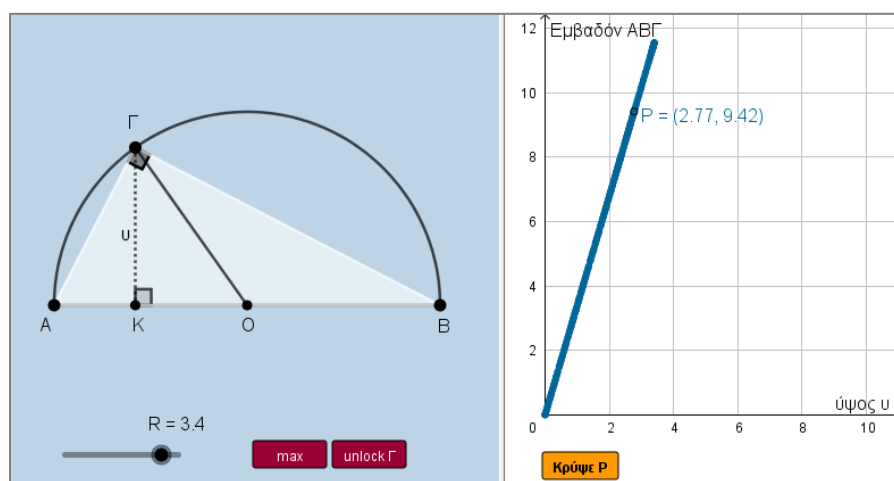 Γ
υ
Α
Κ
Ο
Β
R = 3.4
max
unlock Γ
12
Εμβαδόν ΑΒΓ
10
P = (2.77, 9.42)
8
6
4
2
ύψος υ
0
2
4
6
8
10
Κρύψε P